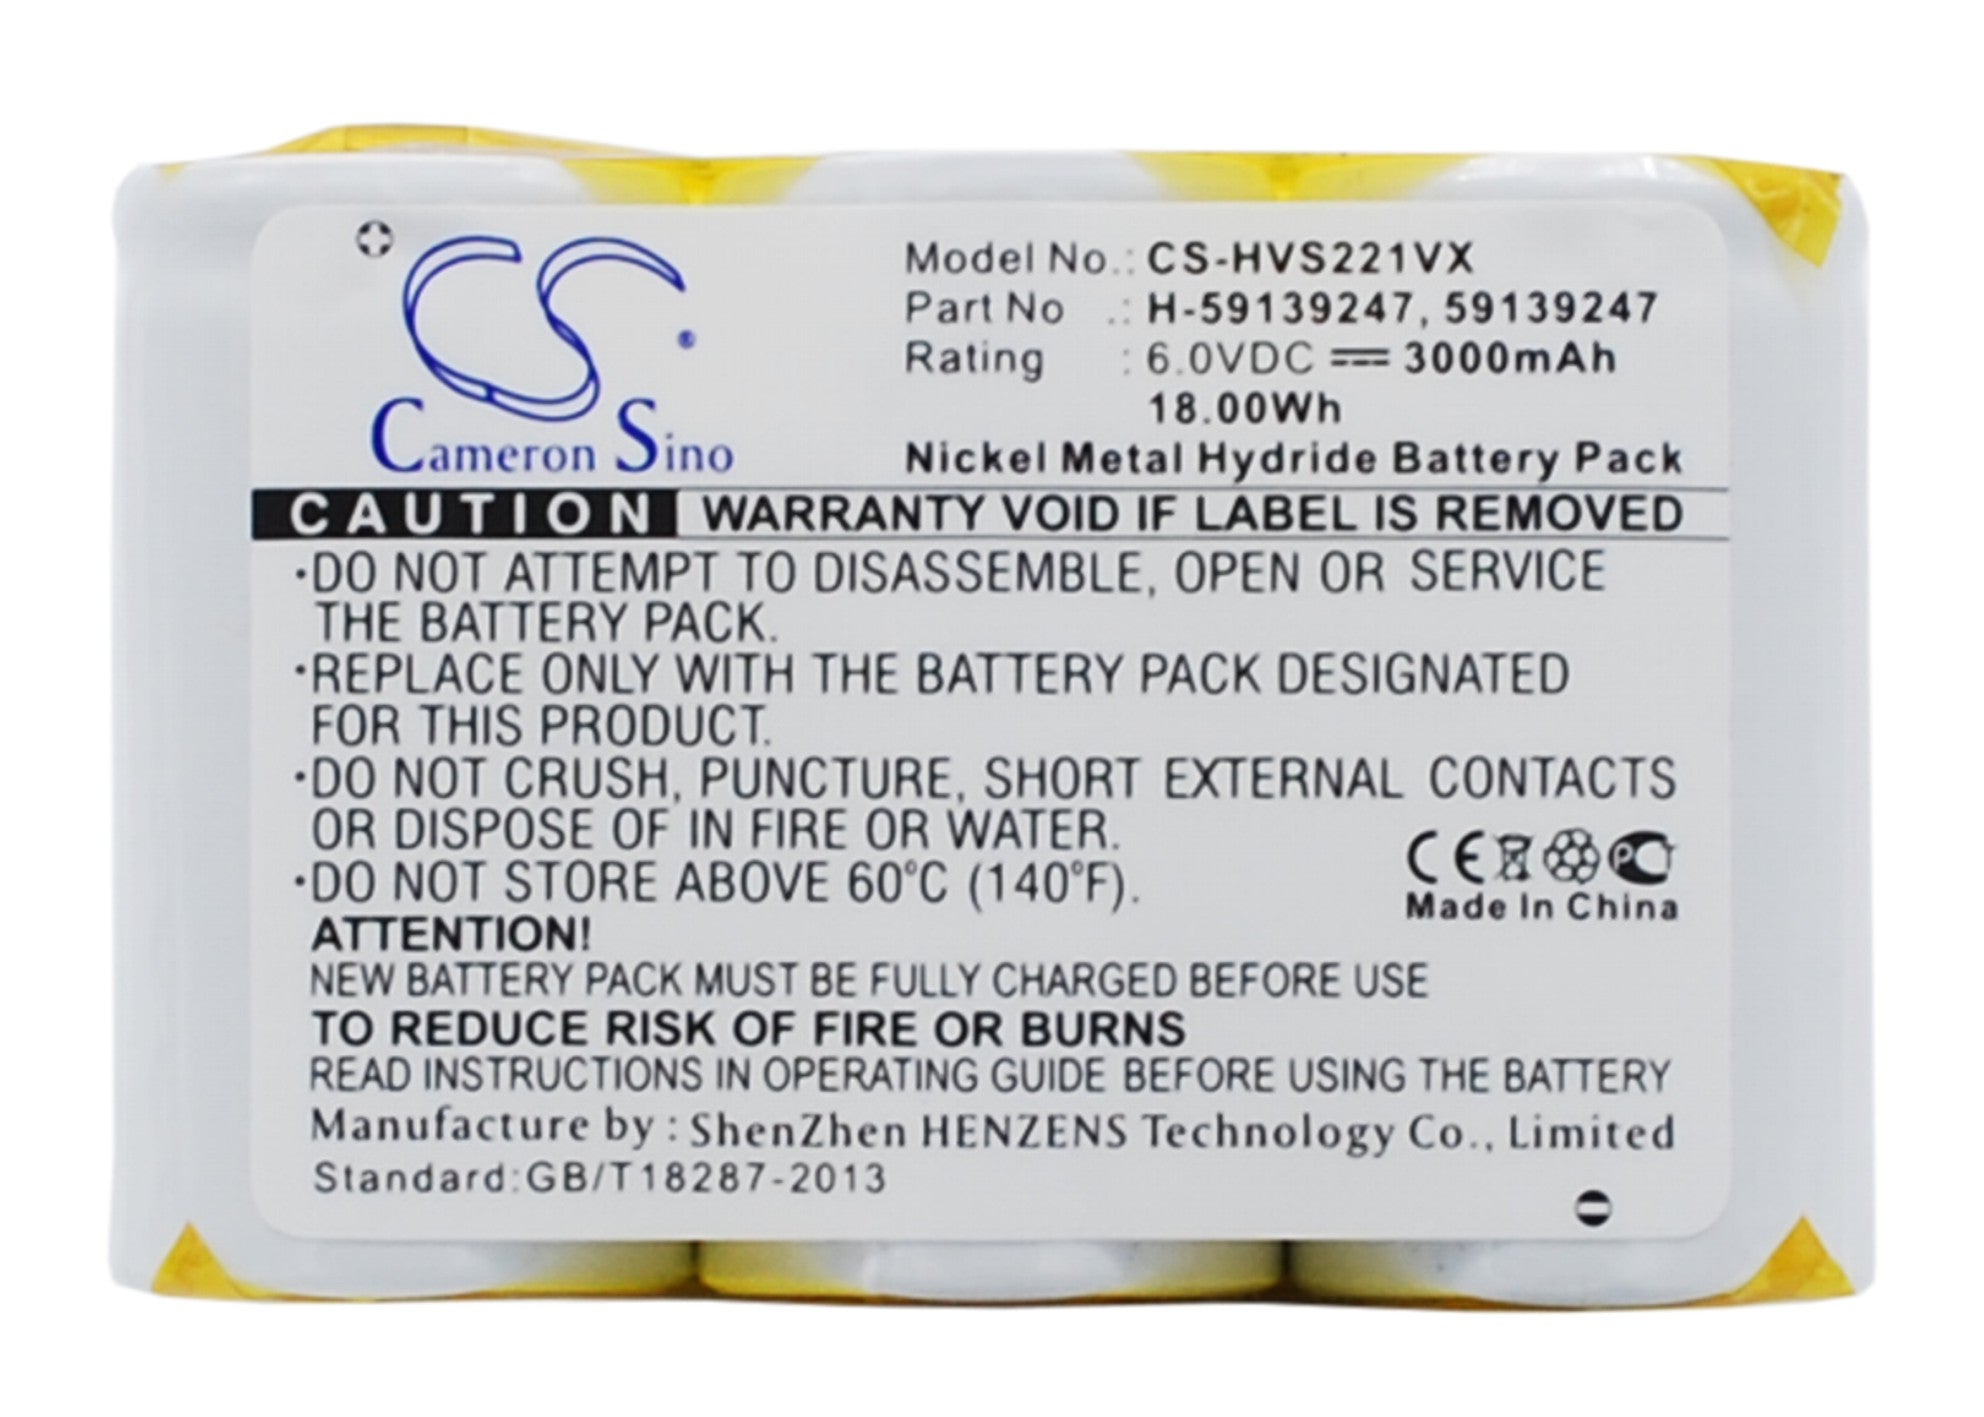 CS®
Cameron Sino
Model No.: CS-HVS221VX
Part No .: H-59139247, 59139247
Rating : 6.0VDC ⎓ 3000mAh
18.00Wh
Nickel Metal Hydride Battery Pack
CAUTION WARRANTY VOID IF LABEL IS REMOVED
·DO NOT ATTEMPT TO DISASSEMBLE, OPEN OR SERVICE
THE BATTERY PACK.
·REPLACE ONLY WITH THE BATTERY PACK DESIGNATED
FOR THIS PRODUCT.
·DO NOT CRUSH, PUNCTURE, SHORT EXTERNAL CONTACTS
OR DISPOSE OF IN FIRE OR WATER.
·DO NOT STORE ABOVE 60°C (140°F).
CE PC
Made In China
ATTENTION!
NEW BATTERY PACK MUST BE FULLY CHARGED BEFORE USE
TO REDUCE RISK OF FIRE OR BURNS
READ INSTRUCTIONS IN OPERATING GUIDE BEFORE USING THE BATTERY
Manufacture by : ShenZhen HENZENS Technology Co., Limited
Standard:GB/T18287-2013